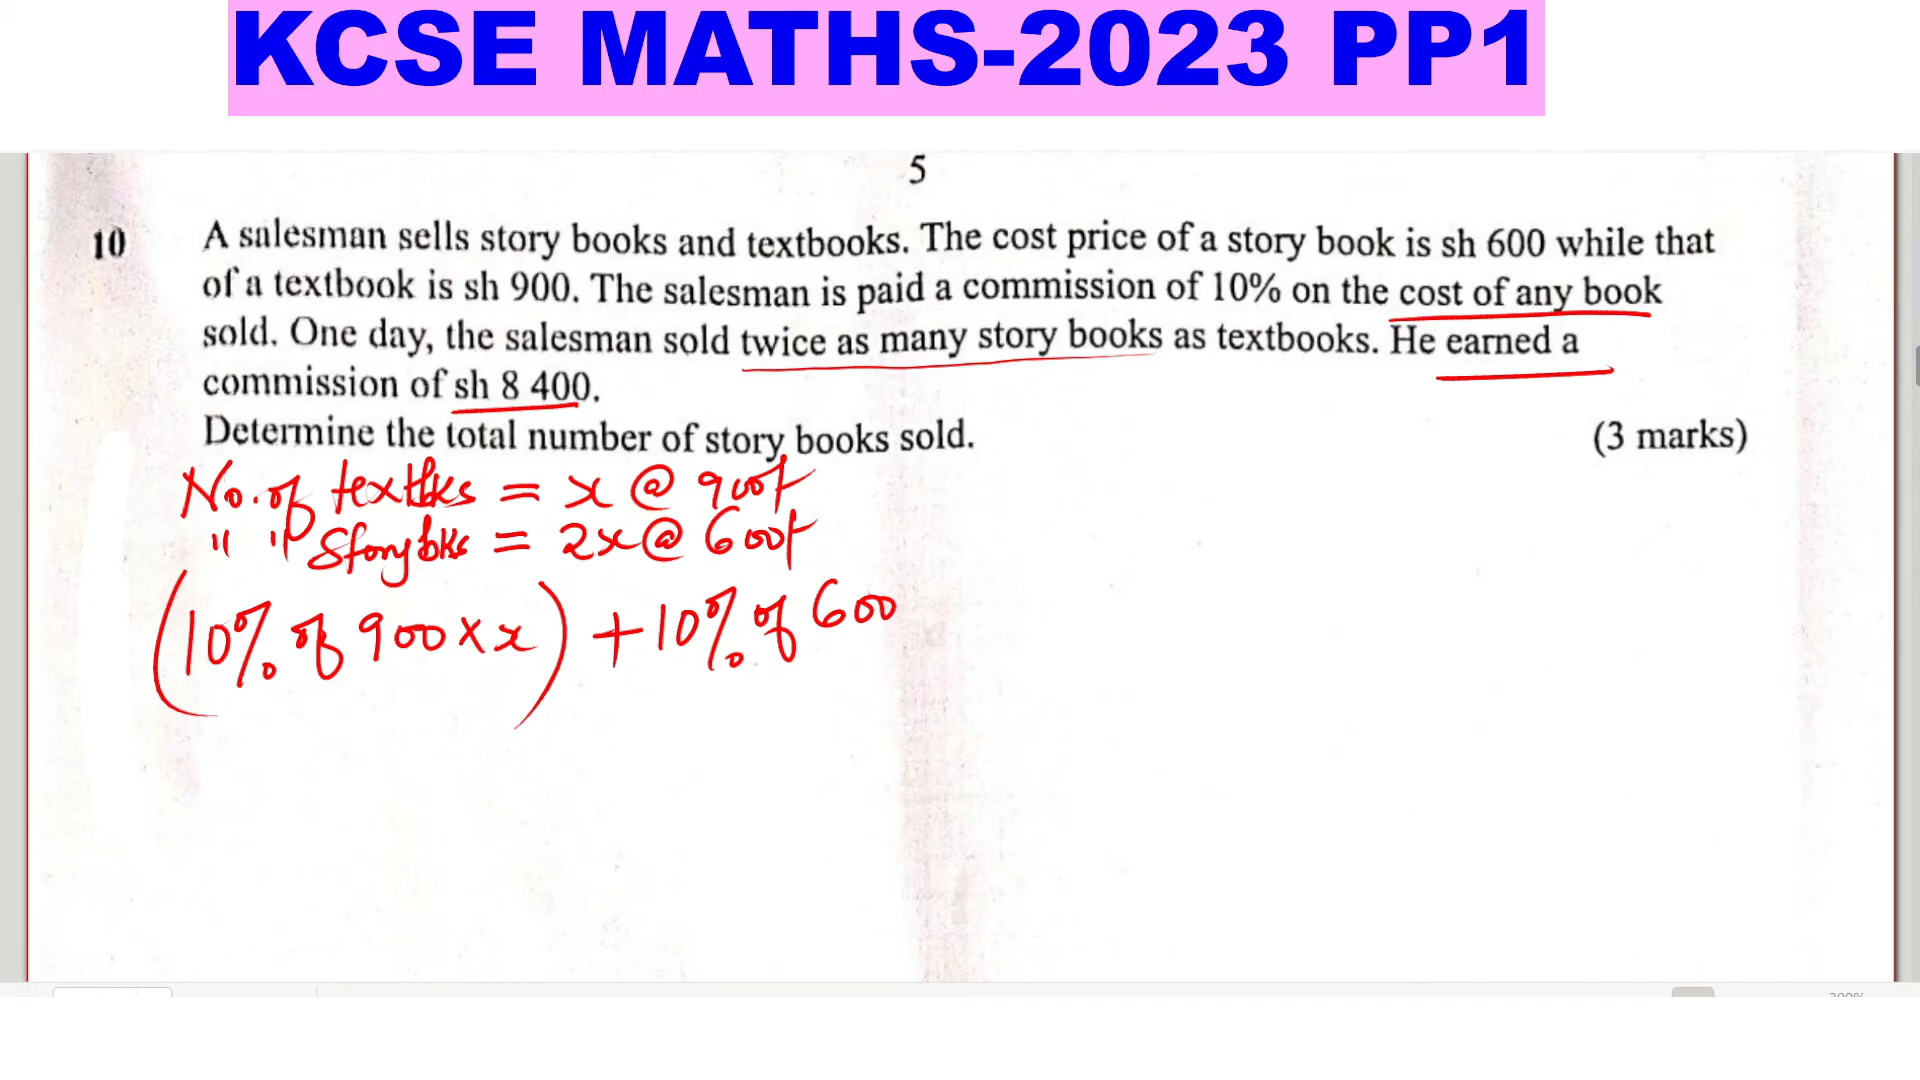 KCSE MATHS-2023 PP1
5
10 A salesman sells story books and textbooks. The cost price of a story book is sh 600 while that
of a textbook is sh 900. The salesman is paid a commission of 10% on the cost of any book
sold. One day, the salesman sold twice as many story books as textbooks. He earned a
commission of sh 8 400.
Determine the total number of story books sold. (3 marks)
No. of textbks = x @ 900/-
" " Story bks = 2x @ 600/-
(10% of 900 × x) + 10% of 600